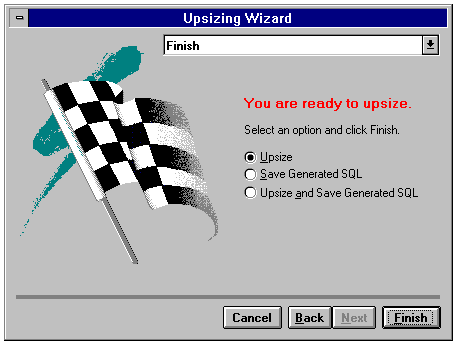 Upsizing Wizard
Finish
You are ready to upsize.
Select an option and click Finish.
Upsize
Save Generated SQL
Upsize and Save Generated SQL
Cancel Back Next Finish